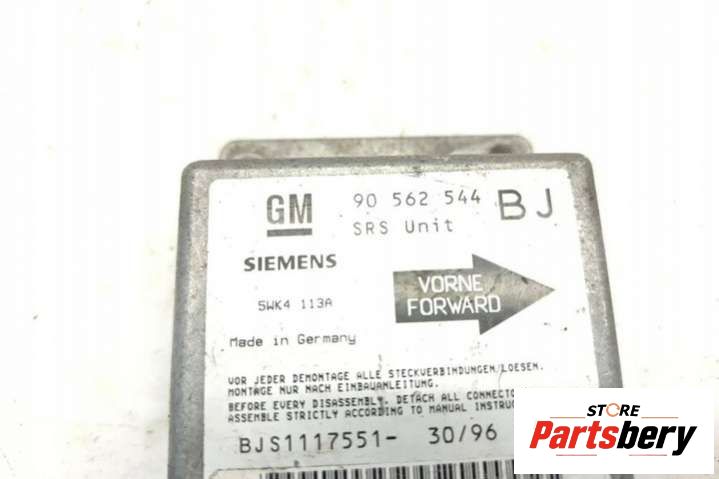 GM
90 562 544 BJ
SRS Unit
SIEMENS
5WK4 113A
VORNE
FORWARD
Made in Germany
VOR JEDER DEMONTAGE ALLE STECKVERBINDUNGEN LOESEN.
MONTAGE NUR NACH EINBAUANLEITUNG.
BEFORE EVERY DISASSEMBLY, DETACH ALL
ASSEMBLE STRICTLY ACCORDING TO MANUAL
BJS1117551- 30/96
STORE
Partsbery